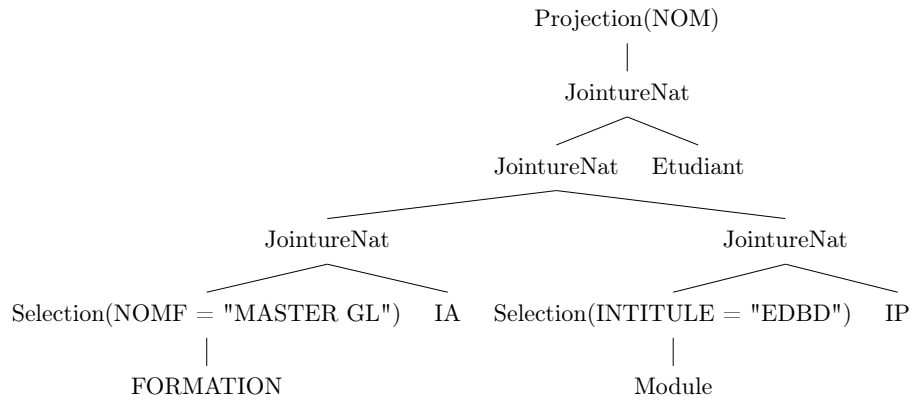 Projection(NOM)
JointureNat
JointureNat Etudiant
JointureNat JointureNat
Selection(NOMF = "MASTER GL") IA Selection(INTITULE = "EDBD") IP
FORMATION Module